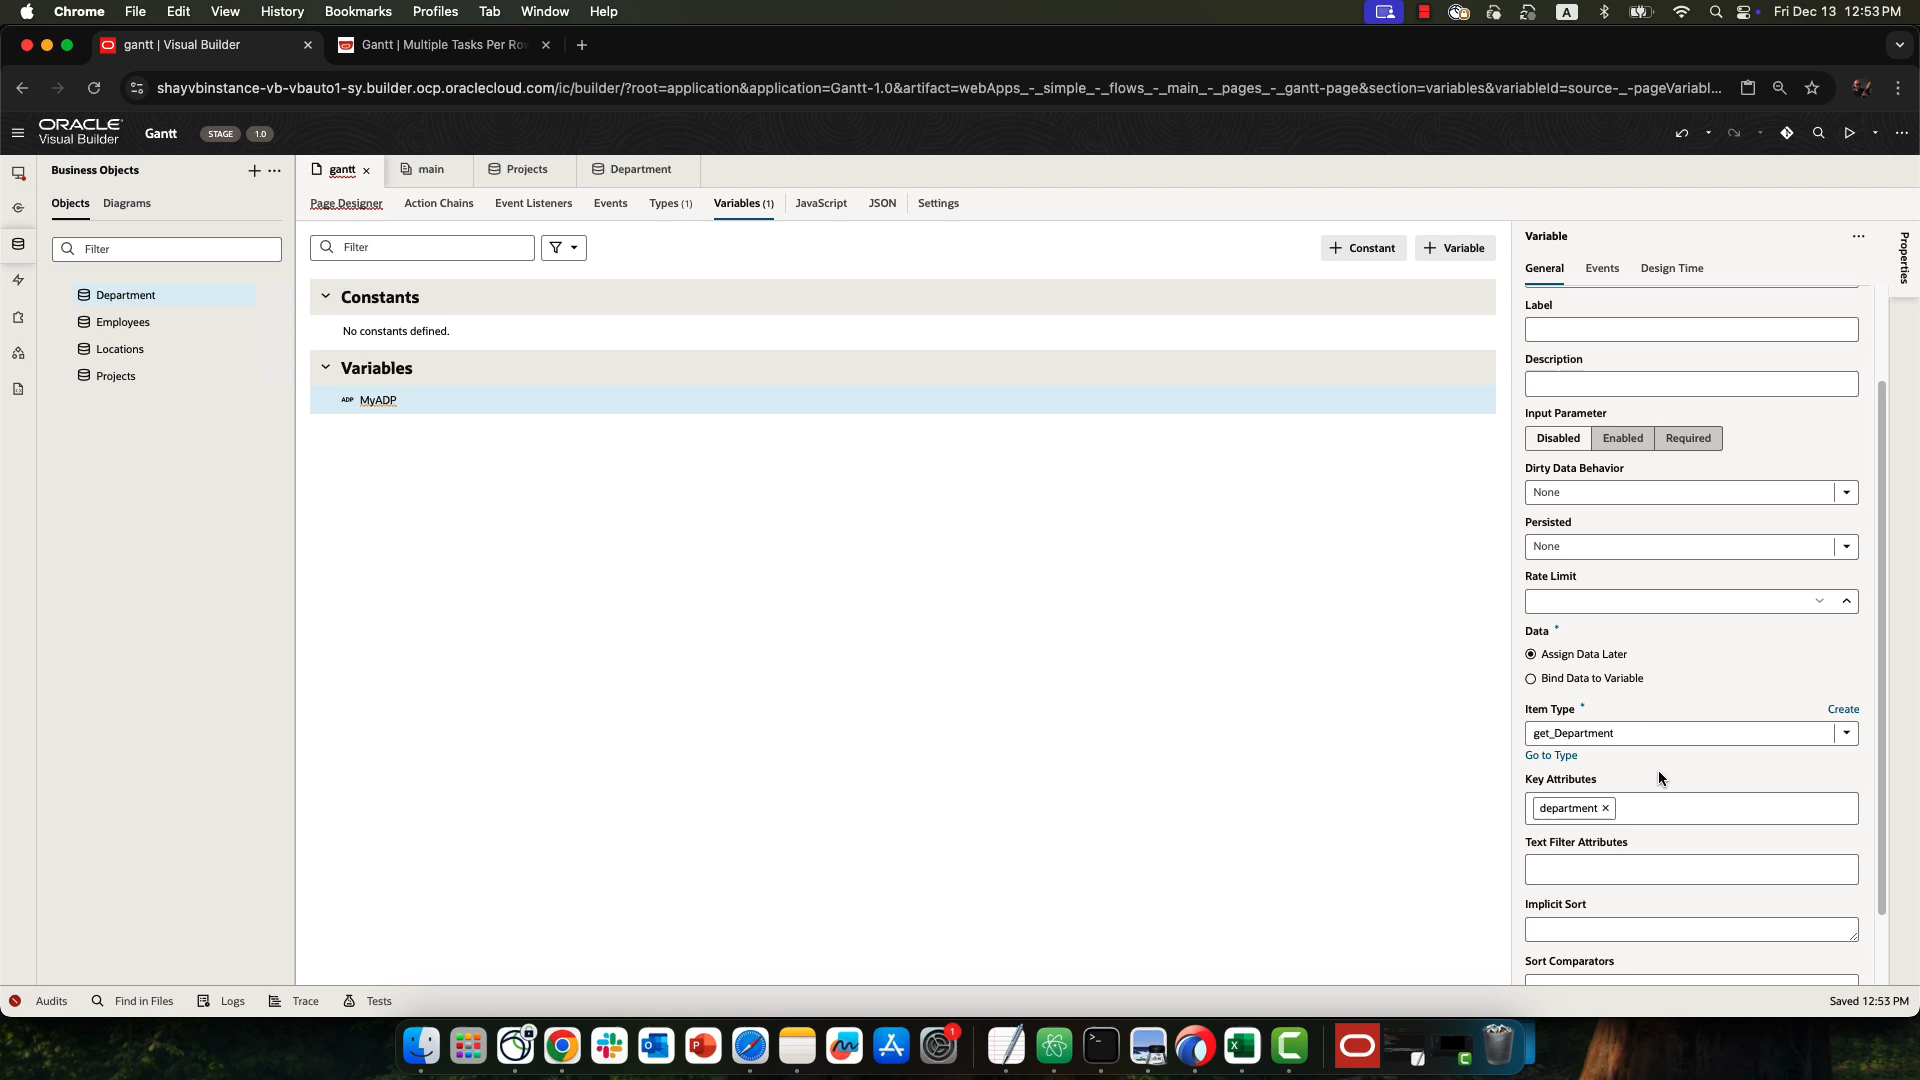 Chrome File Edit View History Bookmarks Profiles Tab Window Help
A Fri Dec 13 12:53 PM
gantt | Visual Builder
Gantt | Multiple Tasks Per Ro
shayvbinstance-vb-vbauto1-sy.builder.ocp.oraclecloud.com/ic/builder/?root=application&application=Gantt-1.0&artifact=webApps_-_simple_-_flows_-_main_-_pages_-_gantt-page&section=variables&variableId=source-_-pageVariabl...
ORACLE
Visual Builder
Gantt STAGE 1.0
Business Objects
gantt main Projects Department
Objects Diagrams
Page Designer Action Chains Event Listeners Events Types (1) Variables (1) JavaScript JSON Settings
Filter
Department
Employees
Locations
Projects
Filter
Constant Variable
Constants
No constants defined.
Variables
ADP MyADP
Variable
Properties
General Events Design Time
Label
Description
Input Parameter
Disabled Enabled Required
Dirty Data Behavior
None
Persisted
None
Rate Limit
Data *
Assign Data Later
Bind Data to Variable
Item Type * Create
get_Department
Go to Type
Key Attributes
department
Text Filter Attributes
Implicit Sort
Sort Comparators
Audits Find in Files Logs Trace Tests
Saved 12:53 PM
1